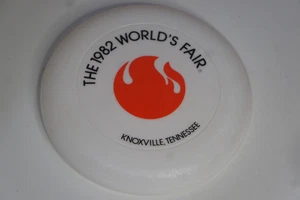 THE 1982 WORLD'S FAIR
KNOXVILLE, TENNESSEE